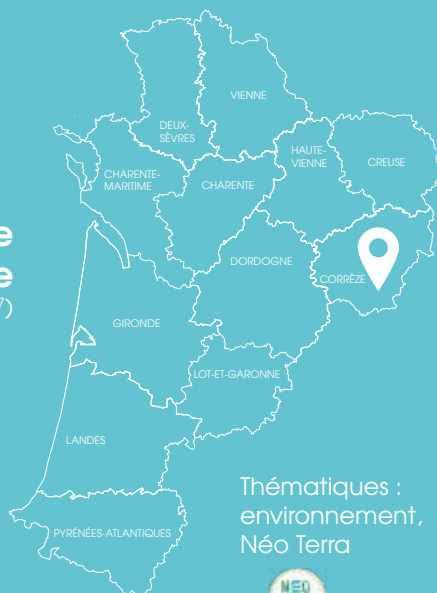 VIENNE
DEUX-
SÈVRES
HAUTE-
VIENNE
CREUSE
CHARENTE-
MARITIME
CHARENTE
DORDOGNE
CORRÈZE
GIRONDE
LOT-ET-GARONNE
LANDES
PYRÉNÉES-ATLANTIQUES
Thématiques :
environnement,
Néo Terra
NEO